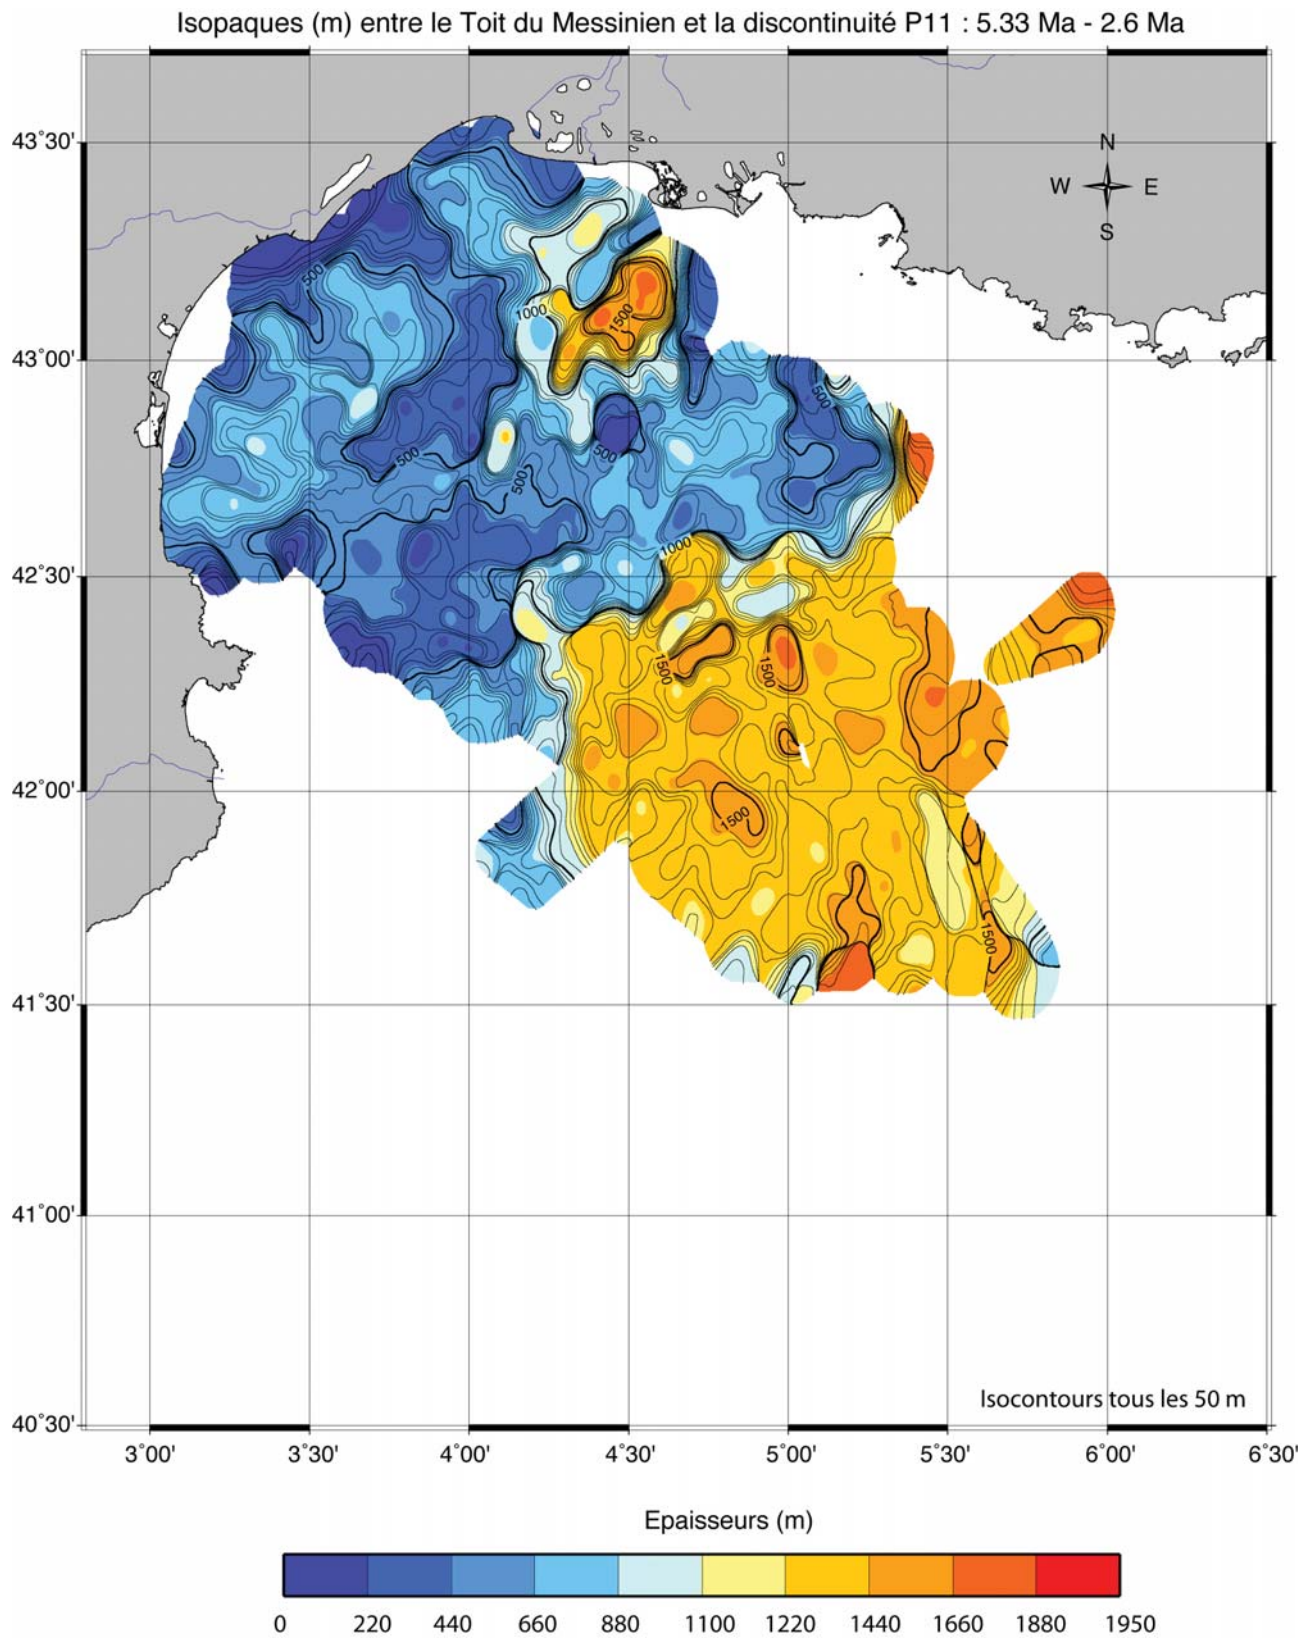 Isopaques (m) entre le Toit du Messinien et la discontinuité P11 : 5.33 Ma - 2.6 Ma
43˚30'
N
W E
S
500
1000
1500
43˚00'
500
500
500
500
1000
42˚30'
1500
1500
42˚00'
1500
1500
41˚30'
41˚00'
Isocontours tous les 50 m
40˚30'
3˚00' 3˚30' 4˚00' 4˚30' 5˚00' 5˚30' 6˚00' 6˚30'
Epaisseurs (m)
0 220 440 660 880 1100 1220 1440 1660 1880 1950